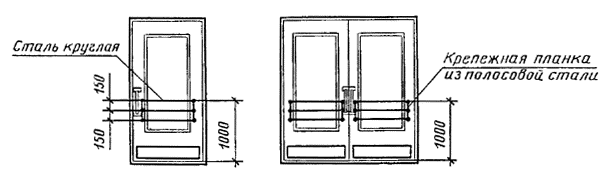 Сталь круглая
150
150
1000
Крепежная планка
из полосовой стали
1000